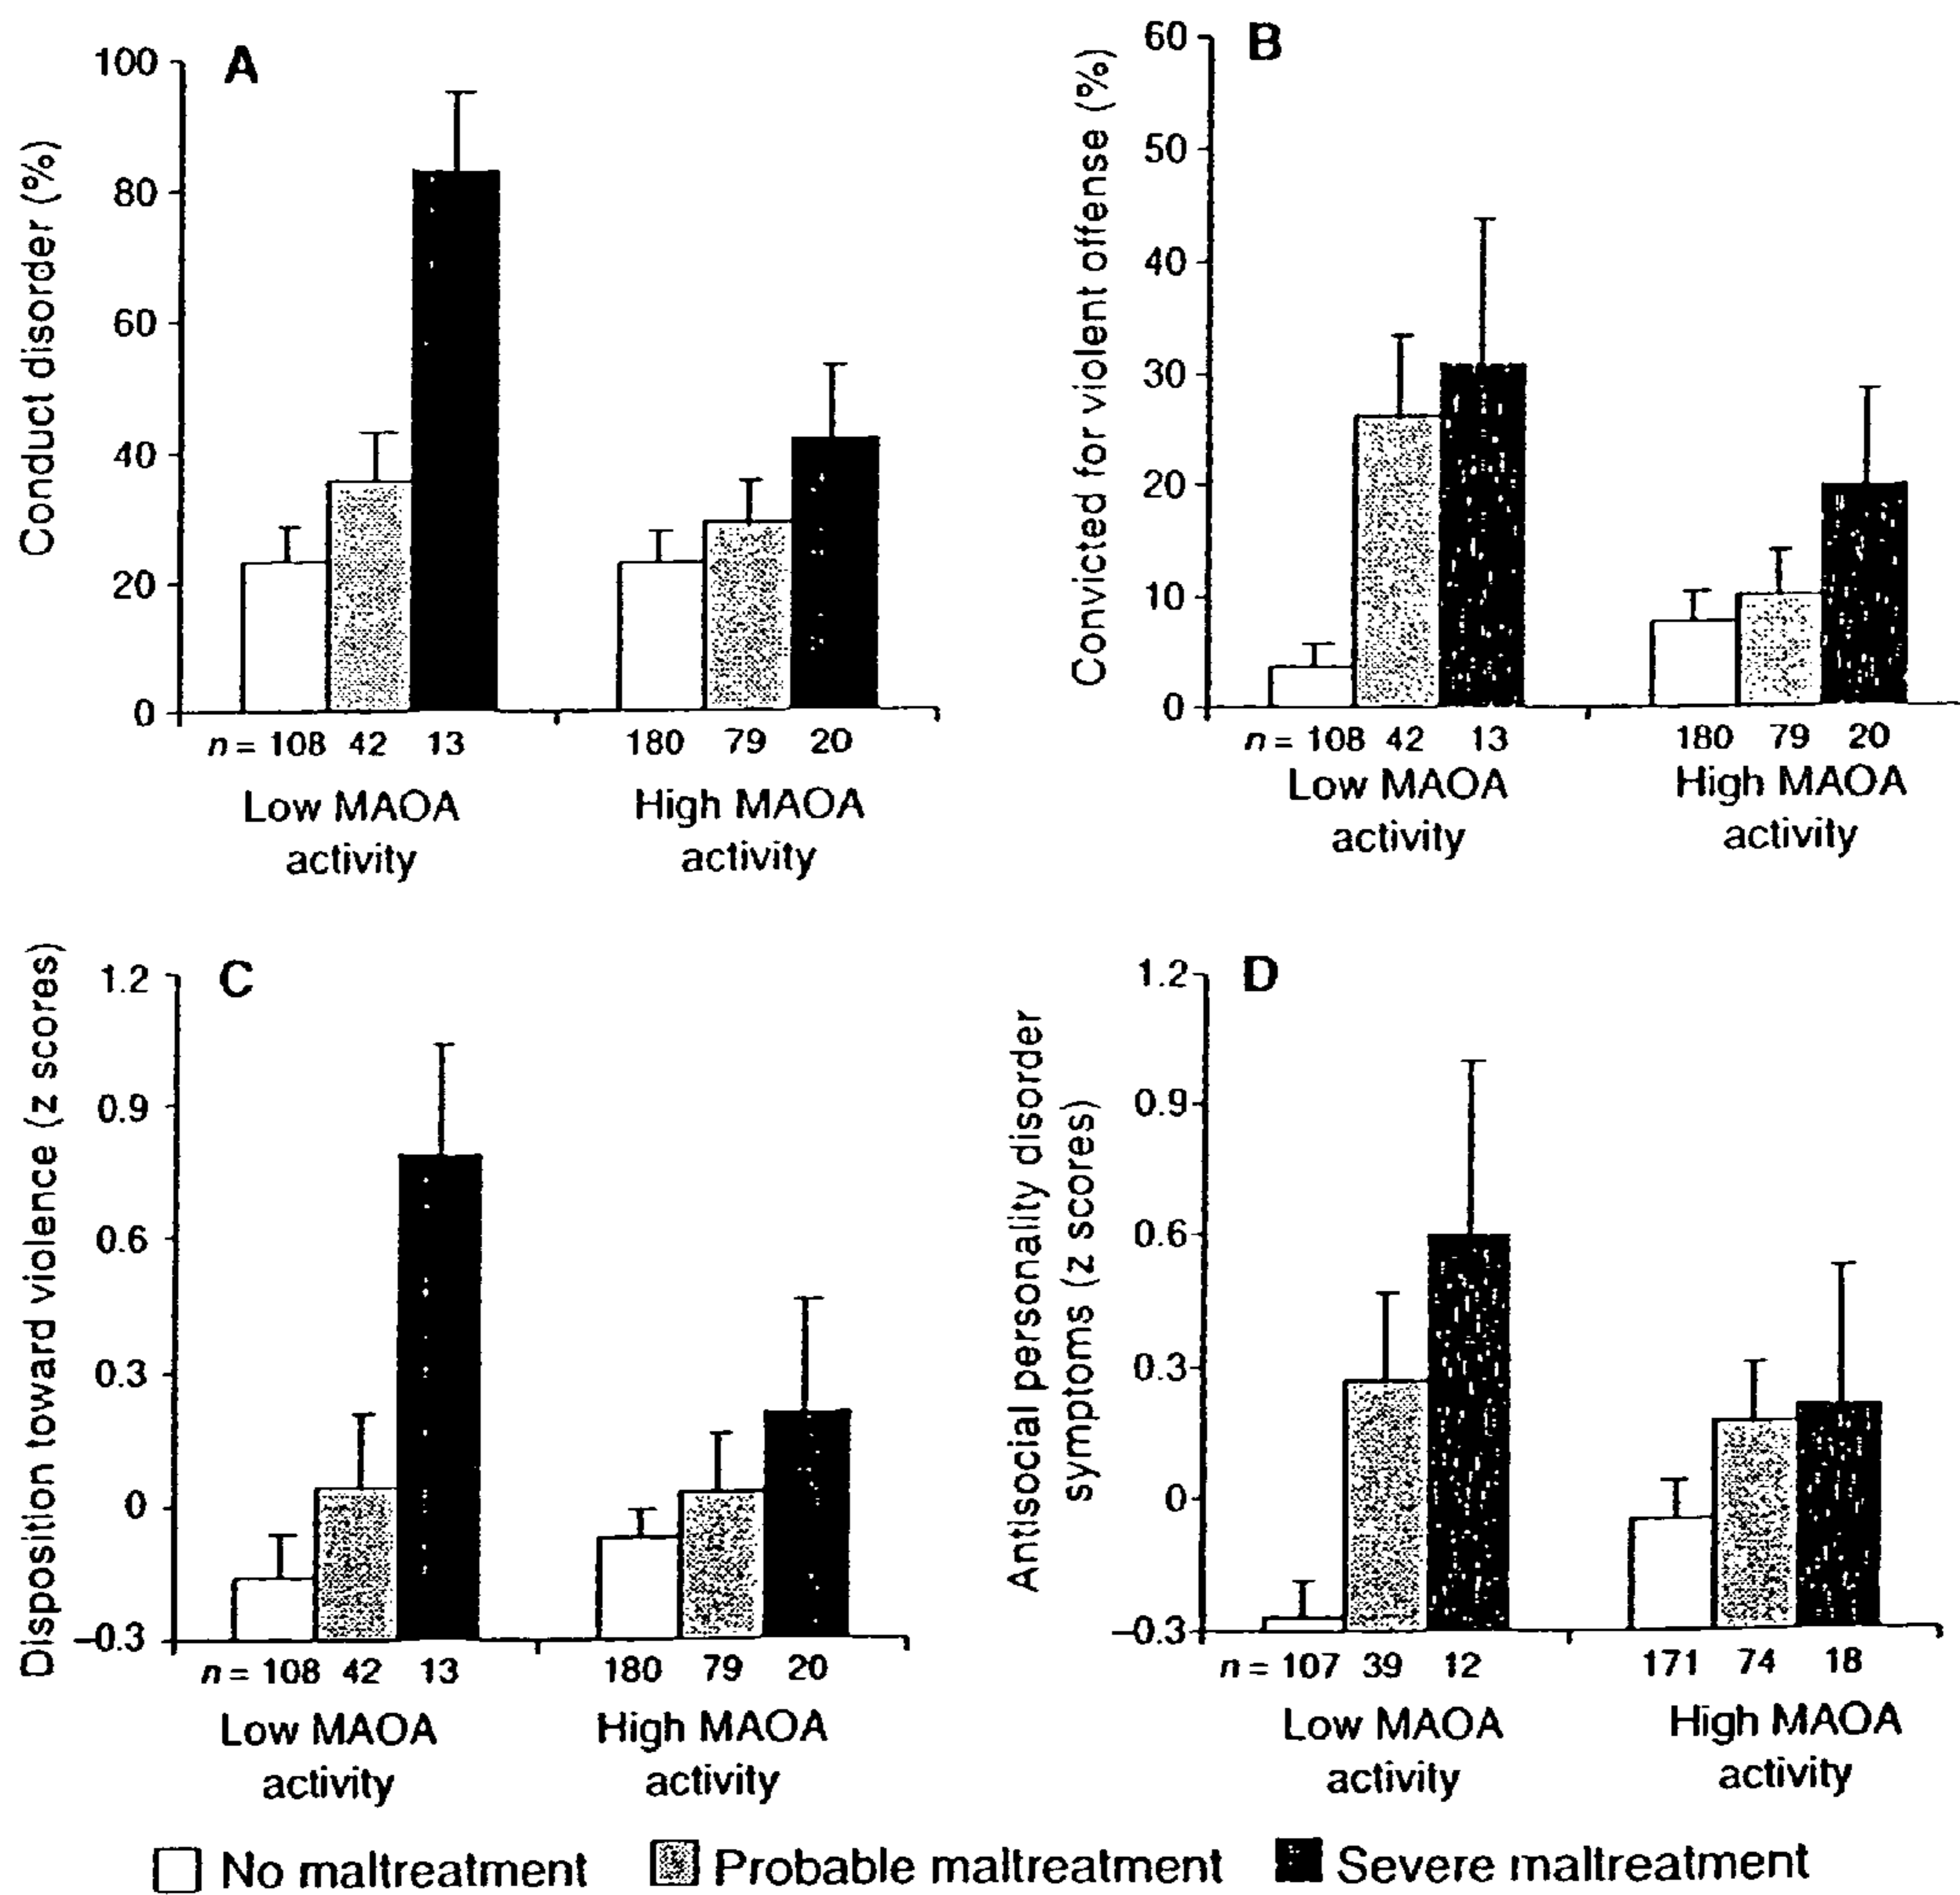 A
Conduct disorder (%)
100
80
60
40
20
0
n = 108 42 13 180 79 20
Low MAOA activity
High MAOA activity
B
Convicted for violent offense (%)
60
50
40
30
20
10
0
n = 108 42 13 180 79 20
Low MAOA activity
High MAOA activity
C
Disposition toward violence (z scores)
1.2
0.9
0.6
0.3
0
–0.3
n = 108 42 13 180 79 20
Low MAOA activity
High MAOA activity
D
Antisocial personality disorder
symptoms (z scores)
1.2
0.9
0.6
0.3
0
–0.3
n = 107 39 12 171 74 18
Low MAOA activity
High MAOA activity
No maltreatment Probable maltreatment Severe maltreatment